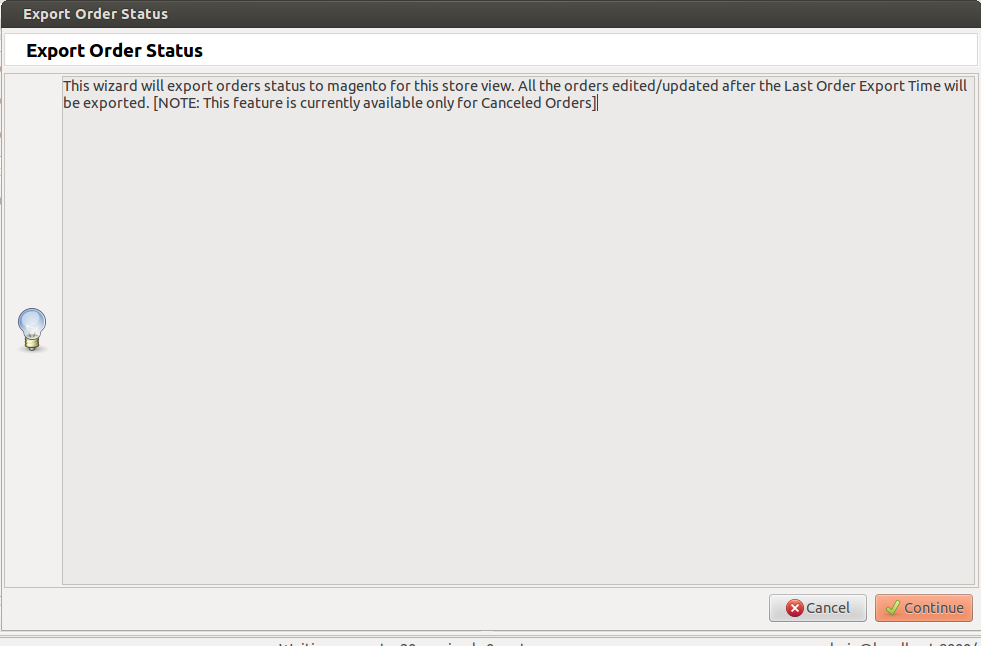 Export Order Status
Export Order Status
This wizard will export orders status to magento for this store view. All the orders edited/updated after the Last Order Export Time will
be exported. [NOTE: This feature is currently available only for Canceled Orders]
Cancel
Continue